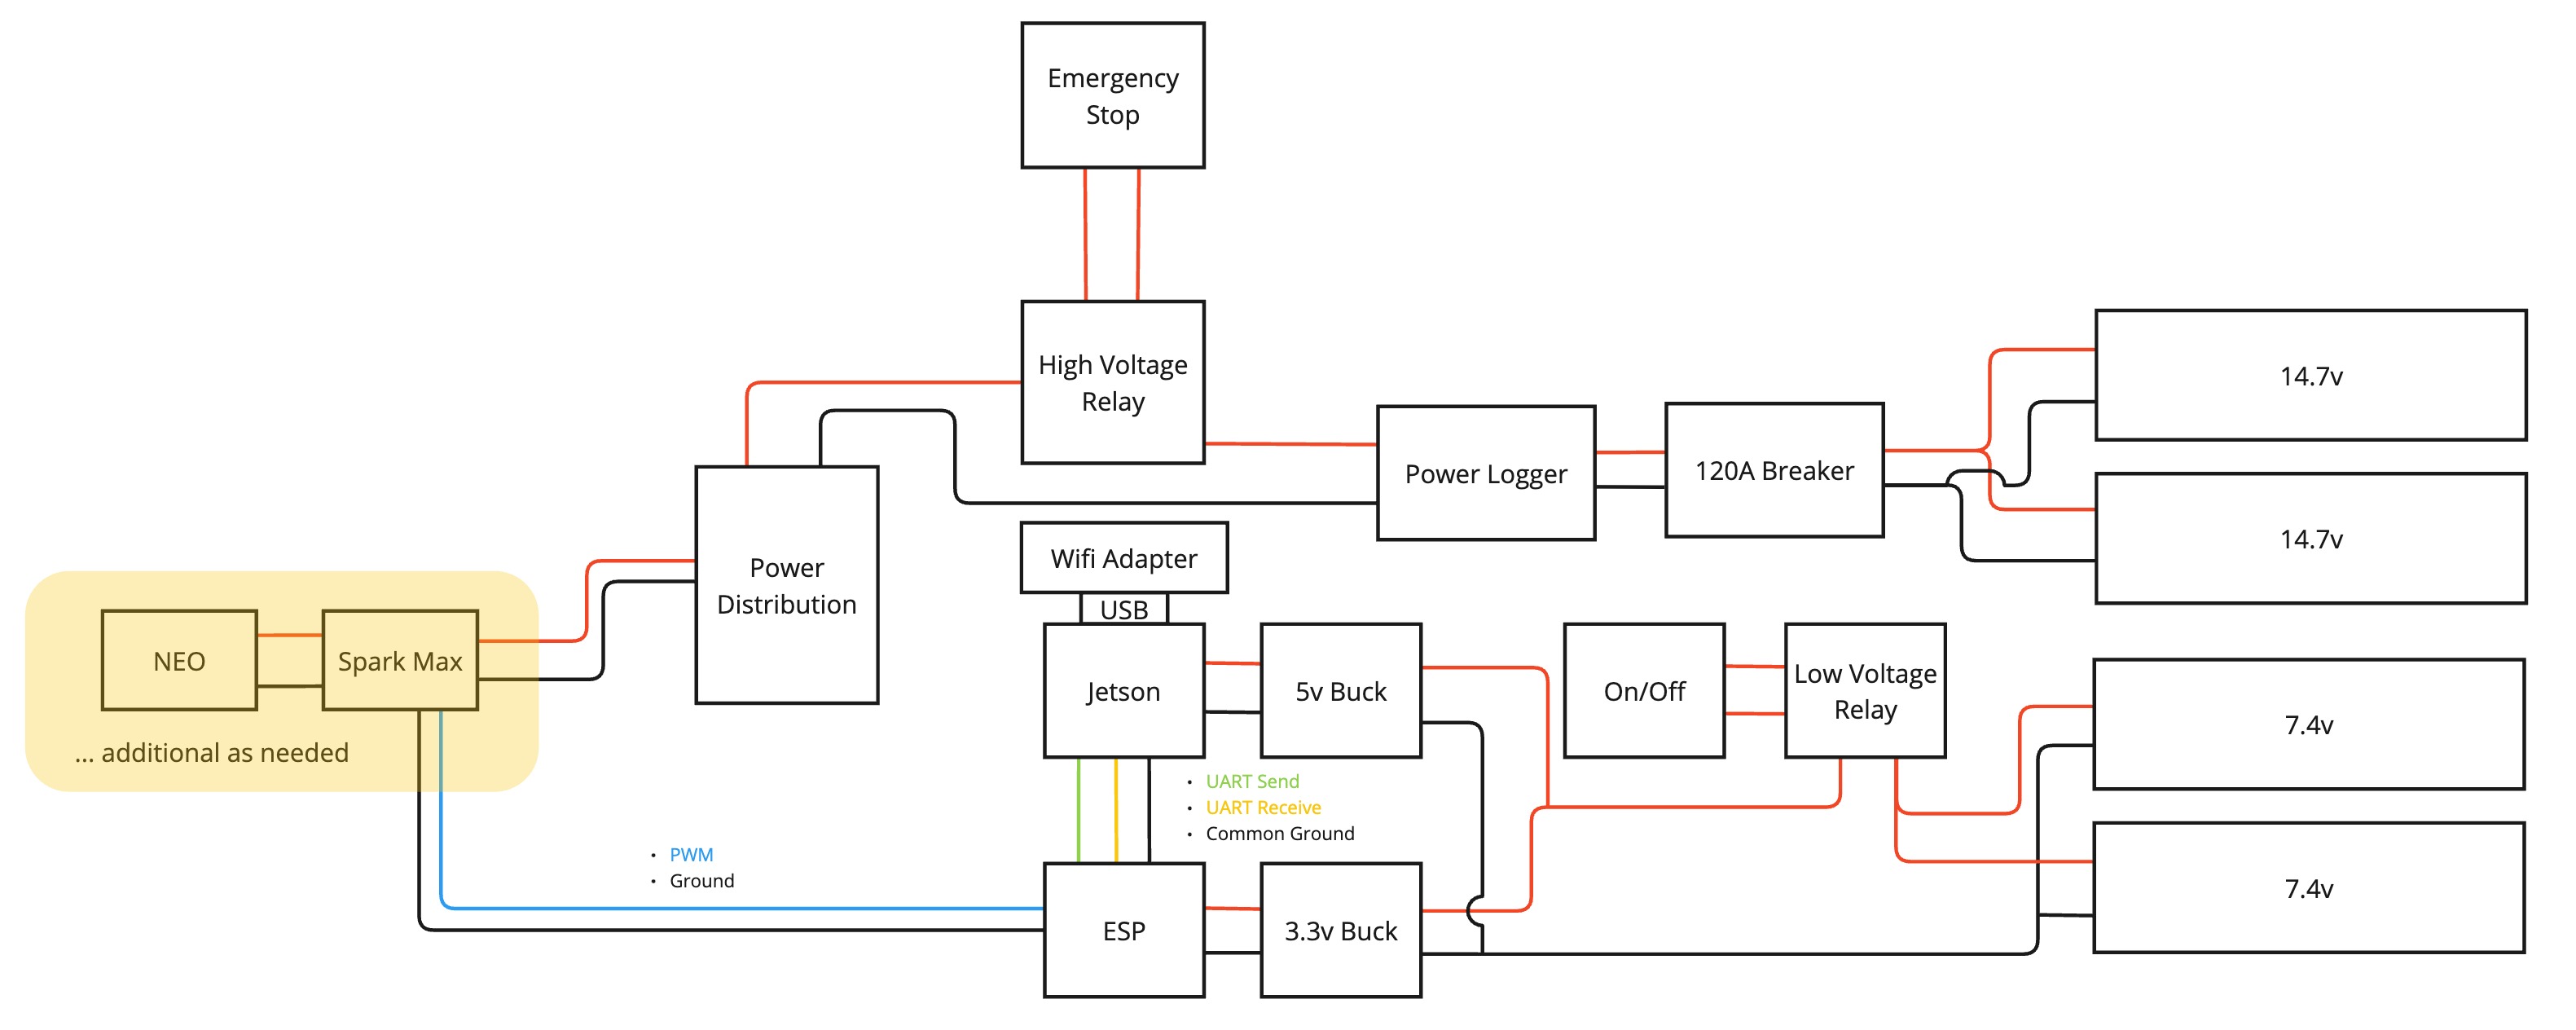 Emergency
Stop
High Voltage
Relay
14.7v
Power Logger
120A Breaker
14.7v
Power
Distribution
Wifi Adapter
USB
NEO
Spark Max
... additional as needed
Jetson
5v Buck
On/Off
Low Voltage
Relay
7.4v
• UART Send
• UART Receive
• Common Ground
• PWM
• Ground
ESP
3.3v Buck
7.4v